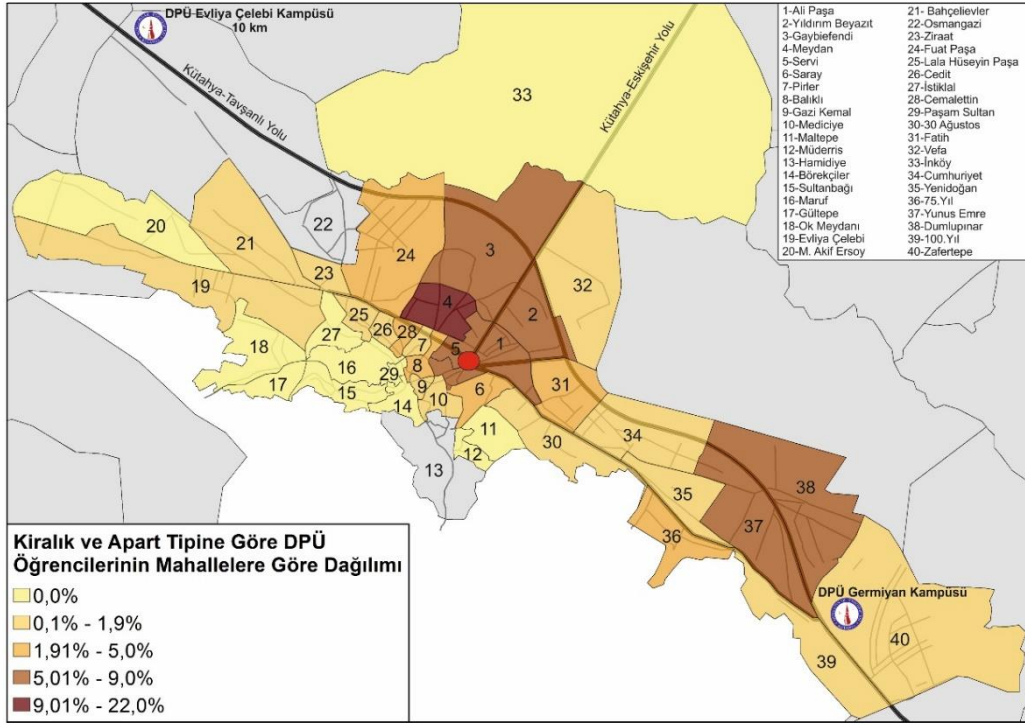 DPÜ Evliya Çelebi Kampüsü
10 km
Kütahya-Tavşanlı Yolu
Kütahya-Eskişehir Yolu
1-Ali Paşa
2-Yıldırım Beyazıt
3-Gaybiefendi
4-Meydan
5-Servi
6-Saray
7-Pirler
8-Balıklı
9-Gazi Kemal
10-Mediciye
11-Maltepe
12-Müderris
13-Hamidiye
14-Börekçiler
15-Sultanbağı
16-Maruf
17-Gültepe
18-Ok Meydanı
19-Evliya Çelebi
20-M. Akif Ersoy
21- Bahçelievler
22-Osmangazi
23-Ziraat
24-Fuat Paşa
25-Lala Hüseyin Paşa
26-Cedit
27-İstiklal
28-Cemalettin
29-Paşam Sultan
30-30 Ağustos
31-Fatih
32-Vefa
33-İnköy
34-Cumhuriyet
35-Yenidoğan
36-75.Yıl
37-Yunus Emre
38-Dumlupınar
39-100.Yıl
40-Zafertepe
33
20
21
22
23
24
3
32
19
4
2
25
26
28
7
5
1
18
27
16
29
8
31
17
15
9
6
14
10
11
30
34
13
12
35
38
36
37
DPÜ Germiyan Kampüsü
39
40
Kiralık ve Apart Tipine Göre DPÜ
Öğrencilerinin Mahallelere Göre Dağılımı
0,0%
0,1% - 1,9%
1,91% - 5,0%
5,01% - 9,0%
9,01% - 22,0%